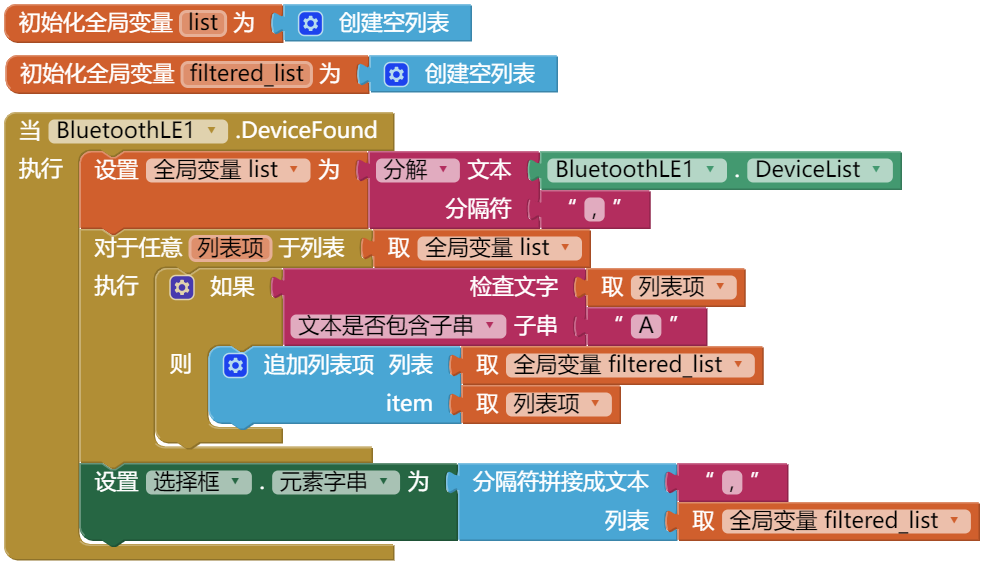 初始化全局变量 list 为 创建空列表
初始化全局变量 filtered_list 为 创建空列表
当 BluetoothLE1 .DeviceFound
执行 设置 全局变量 list 为 分解 文本 BluetoothLE1 . DeviceList
分隔符 “ , ”
对于任意 列表项 于列表 取 全局变量 list
执行 如果 检查文字 取 列表项
文本是否包含子串 子串 “ A ”
则 追加列表项 列表 取 全局变量 filtered_list
item 取 列表项
设置 选择框 . 元素字串 为 分隔符拼接成文本 “ , ”
列表 取 全局变量 filtered_list